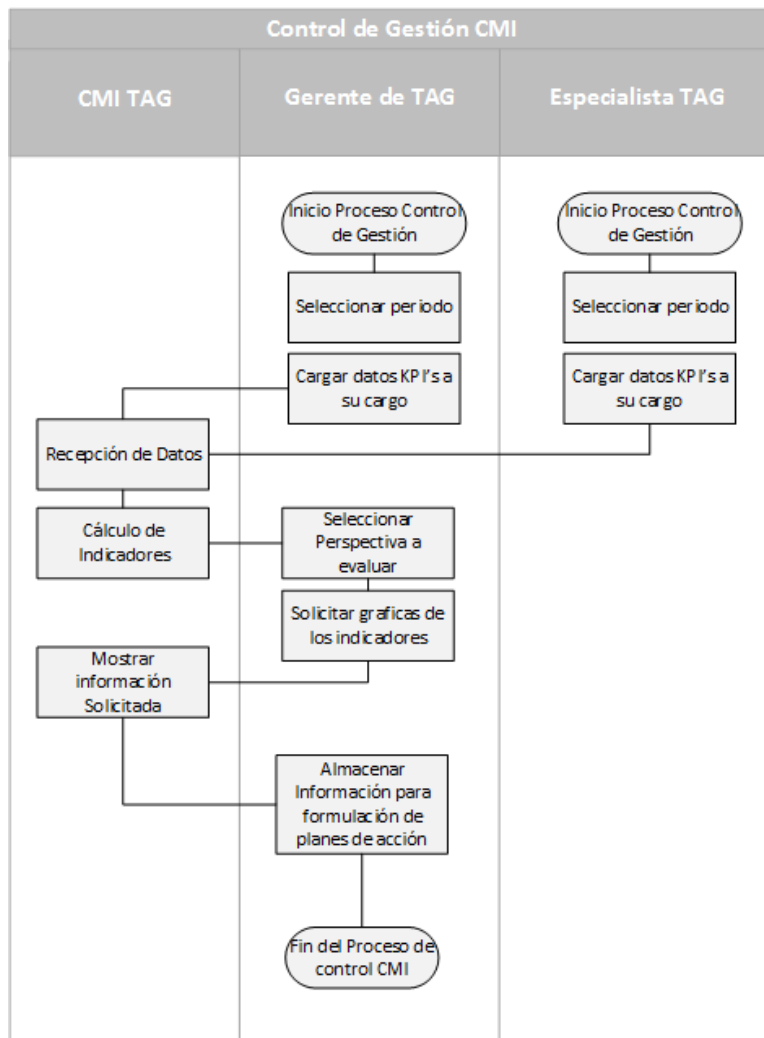 Control de Gestión CMI
CMI TAG
Gerente de TAG
Especialista TAG
Inicio Proceso Control
de Gestión
Inicio Proceso Control
de Gestión
Seleccionar periodo
Seleccionar periodo
Cargar datos KPI's a
su cargo
Cargar datos KPI's a
su cargo
Recepción de Datos
Cálculo de
Indicadores
Seleccionar
Perspectiva a
evaluar
Solicitar graficas de
los indicadores
Mostrar
información
Solicitada
Almacenar
Información para
formulación de
planes de acción
Fin del Proceso de
control CMI